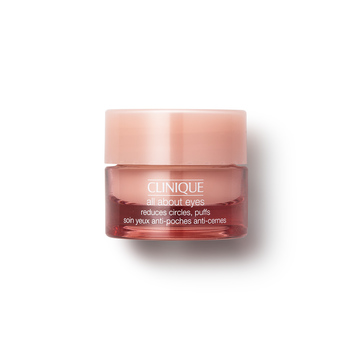 CLINIQUE
all about eyes
reduces circles, puffs
soin yeux anti-poches anti-cernes